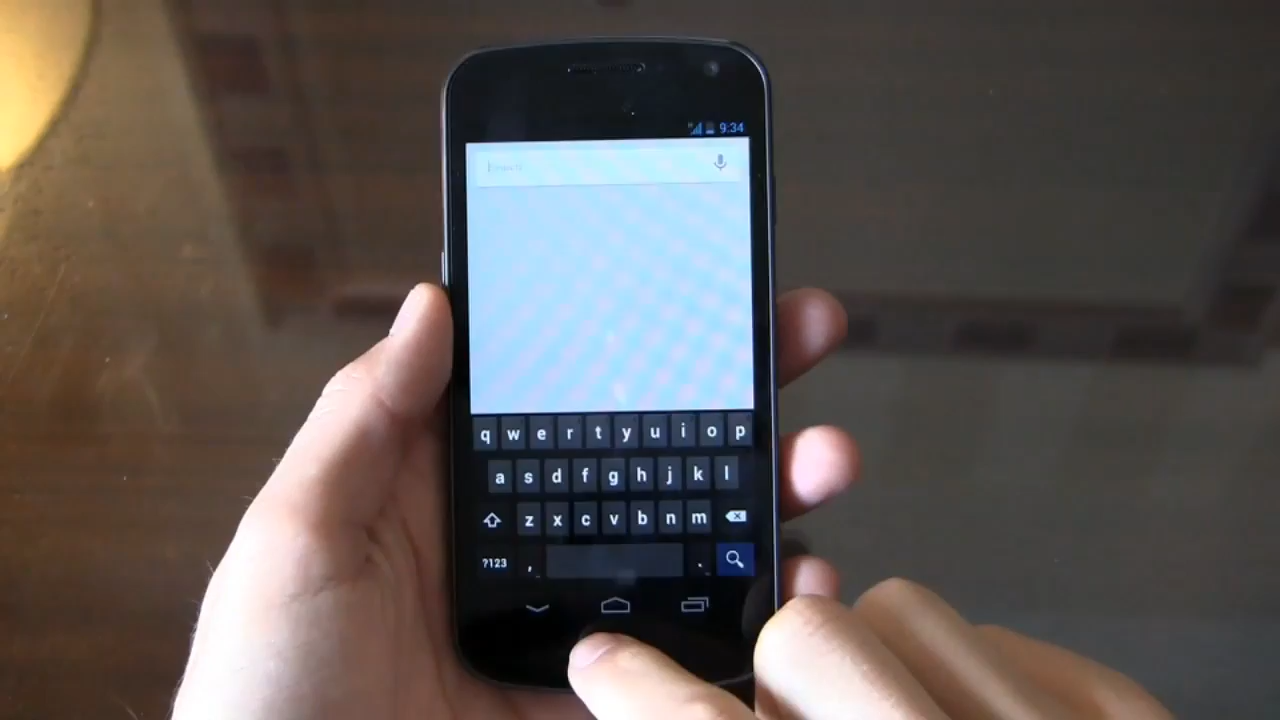 9:34
q w e r t y u i o p
a s d f g h j k l
z x c v b n m
?123 , .